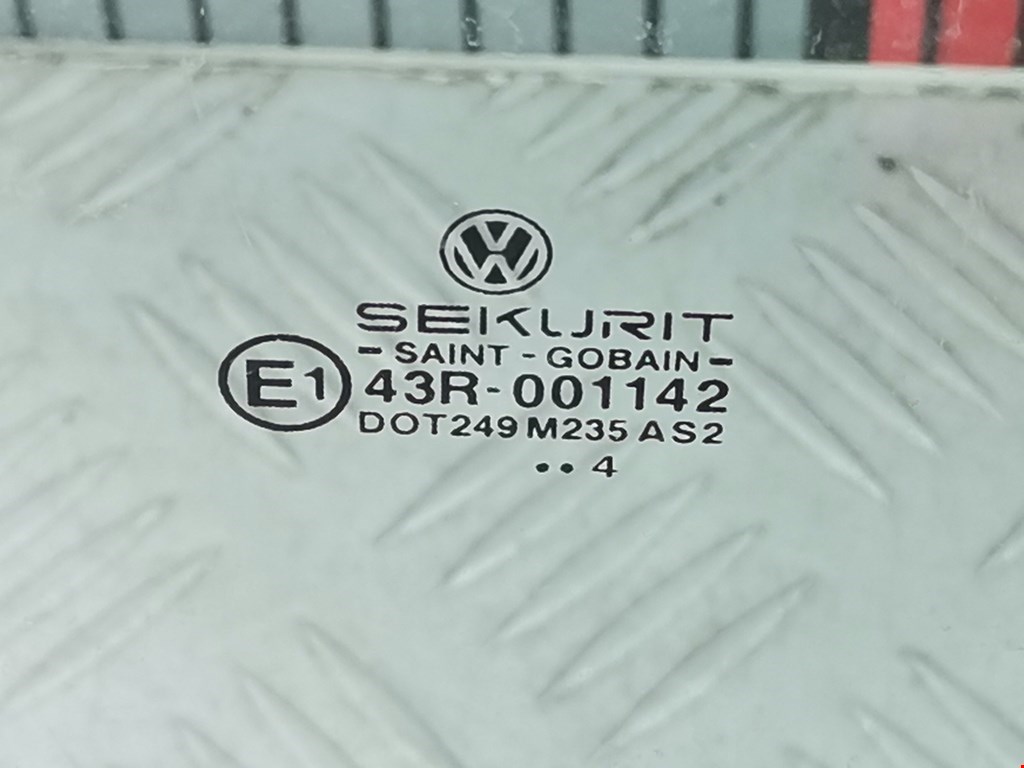 SEKURIT
- SAINT - GOBAIN -
E1 43R-001142
DOT249 M235 AS2
•• 4